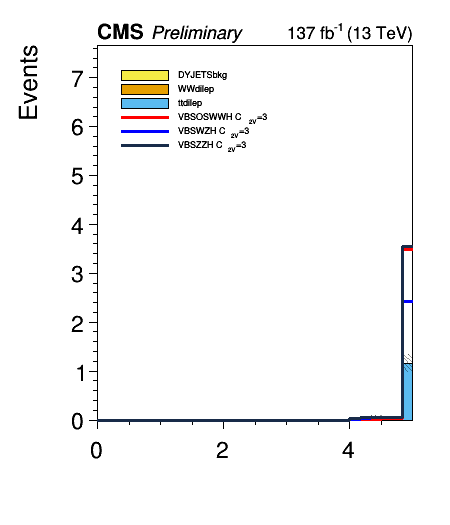 CMS Preliminary 137 fb⁻¹ (13 TeV)
Events
7
6
5
4
3
2
1
0
DYJETSbkg
WWdilep
ttdilep
VBSOSWWH C 2V=3
VBSWZH C 2V=3
VBSZZH C 2V=3
0 2 4